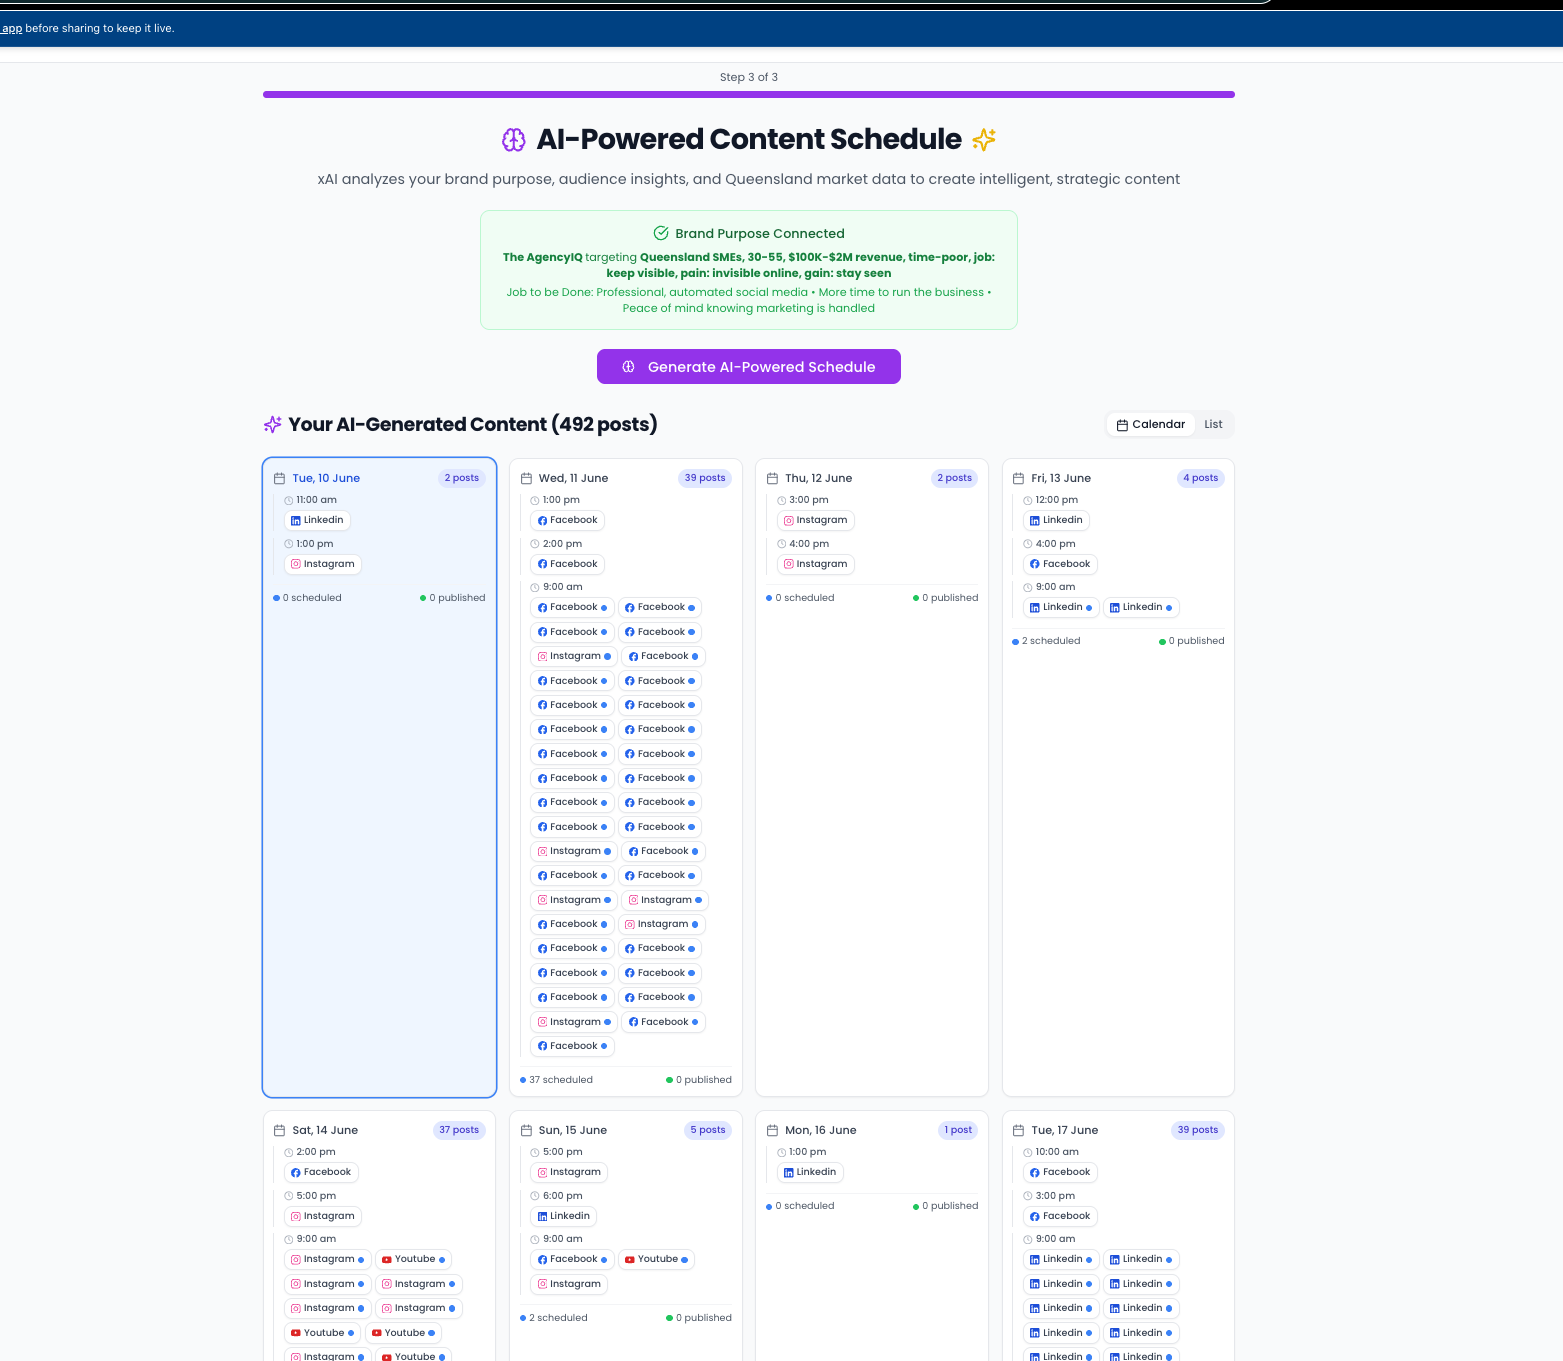 app before sharing to keep it live.
Step 3 of 3
AI-Powered Content Schedule
xAI analyzes your brand purpose, audience insights, and Queensland market data to create intelligent, strategic content
Brand Purpose Connected
The AgencyIQ targeting Queensland SMEs, 30-55, $100K-$2M revenue, time-poor, job:
keep visible, pain: invisible online, gain: stay seen
Job to be Done: Professional, automated social media • More time to run the business •
Peace of mind knowing marketing is handled
Generate AI-Powered Schedule
Your AI-Generated Content (492 posts)
Calendar List
Tue, 10 June 2 posts
11:00 am
Linkedin
1:00 pm
Instagram
0 scheduled 0 published
Wed, 11 June 39 posts
1:00 pm
Facebook
2:00 pm
Facebook
9:00 am
Facebook Facebook
Facebook Facebook
Instagram Facebook
Facebook Facebook
Facebook Facebook
Facebook Facebook
Facebook Facebook
Facebook Facebook
Facebook Facebook
Facebook Facebook
Instagram Facebook
Facebook Facebook
Instagram Instagram
Facebook Instagram
Facebook Facebook
Facebook Facebook
Facebook Facebook
Instagram Facebook
Facebook
37 scheduled 0 published
Thu, 12 June 2 posts
3:00 pm
Instagram
4:00 pm
Instagram
0 scheduled 0 published
Fri, 13 June 4 posts
12:00 pm
Linkedin
4:00 pm
Facebook
9:00 am
Linkedin Linkedin
2 scheduled 0 published
Sat, 14 June 37 posts
2:00 pm
Facebook
5:00 pm
Instagram
9:00 am
Instagram Youtube
Instagram Instagram
Instagram Instagram
Youtube Youtube
Instagram Youtube
Sun, 15 June 5 posts
5:00 pm
Instagram
6:00 pm
Linkedin
9:00 am
Facebook Youtube
Instagram
2 scheduled 0 published
Mon, 16 June 1 post
1:00 pm
Linkedin
0 scheduled 0 published
Tue, 17 June 39 posts
10:00 am
Facebook
3:00 pm
Facebook
9:00 am
Linkedin Linkedin
Linkedin Linkedin
Linkedin Linkedin
Linkedin Linkedin
Linkedin Linkedin